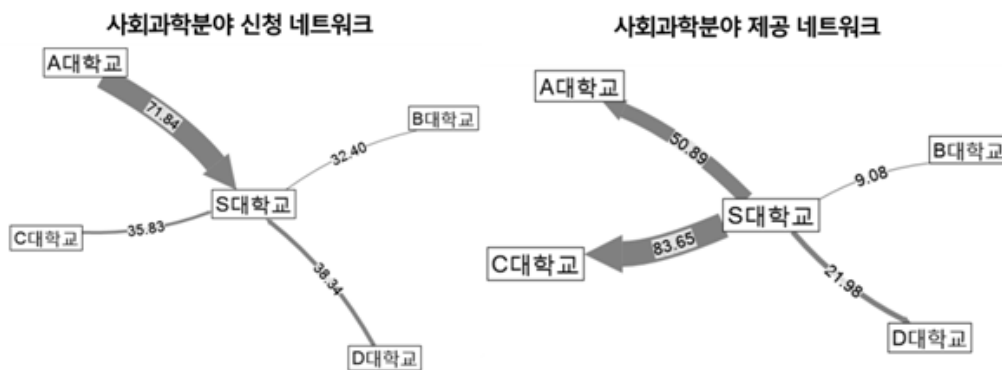 사회과학분야 신청 네트워크
A대학교
71.84
B대학교
32.40
S대학교
C대학교
35.83
38.34
D대학교
사회과학분야 제공 네트워크
A대학교
50.89
B대학교
9.08
S대학교
83.65
C대학교
21.98
D대학교